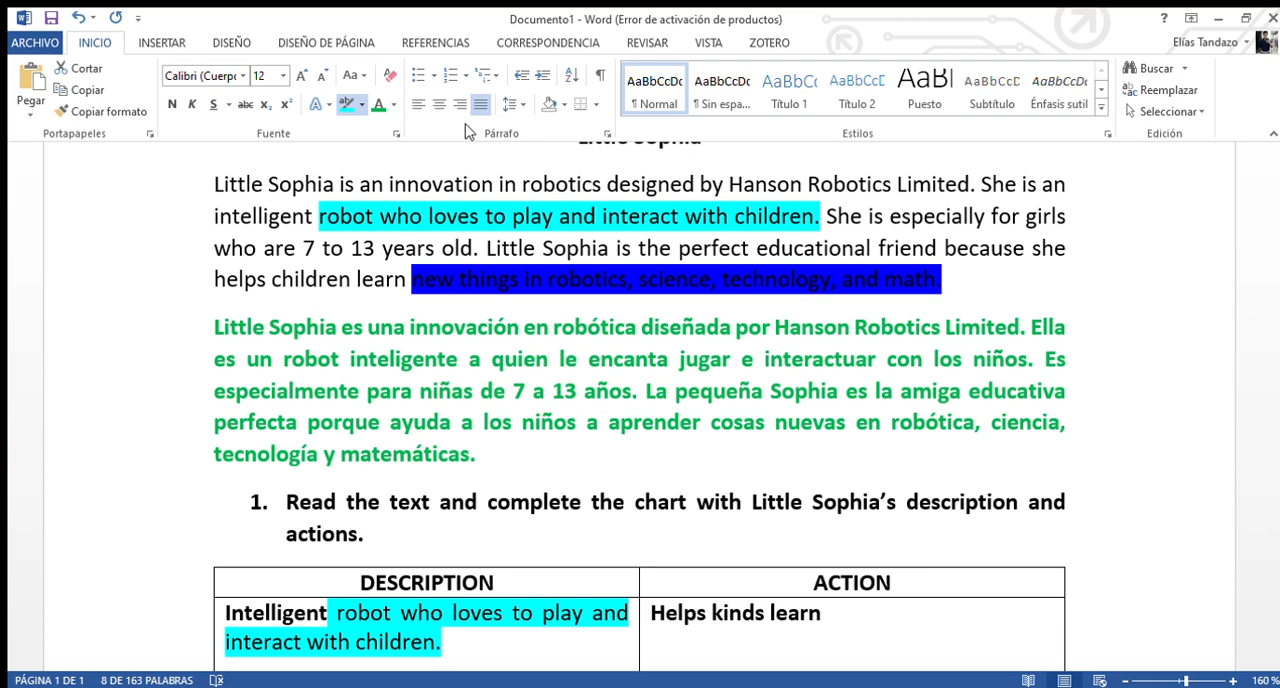 Documento1 - Word (Error de activación de productos)
ARCHIVO INICIO INSERTAR DISEÑO DISEÑO DE PÁGINA REFERENCIAS CORRESPONDENCIA REVISAR VISTA ZOTERO Elías Tandazo
Pegar Cortar Copiar Copiar formato
Calibri (Cuerpo 12 Aa
N K S abc x₂ x² A ab A
AaBbCcDc AaBbCcDc AaBbCc AaBbCcD AaBl AaBbCcD AaBbCcDc
¶ Normal ¶ Sin espa... Título 1 Título 2 Puesto Subtítulo Énfasis sutil
Buscar
Reemplazar
Seleccionar
Portapapeles Fuente Párrafo Estilos Edición
Little Sophia
Little Sophia is an innovation in robotics designed by Hanson Robotics Limited. She is an
intelligent robot who loves to play and interact with children. She is especially for girls
who are 7 to 13 years old. Little Sophia is the perfect educational friend because she
helps children learn new things in robotics, science, technology, and math.
Little Sophia es una innovación en robótica diseñada por Hanson Robotics Limited. Ella
es un robot inteligente a quien le encanta jugar e interactuar con los niños. Es
especialmente para niñas de 7 a 13 años. La pequeña Sophia es la amiga educativa
perfecta porque ayuda a los niños a aprender cosas nuevas en robótica, ciencia,
tecnología y matemáticas.
1. Read the text and complete the chart with Little Sophia’s description and
actions.
DESCRIPTION ACTION
Intelligent robot who loves to play and Helps kinds learn
interact with children.
PÁGINA 1 DE 1 8 DE 163 PALABRAS 160 %